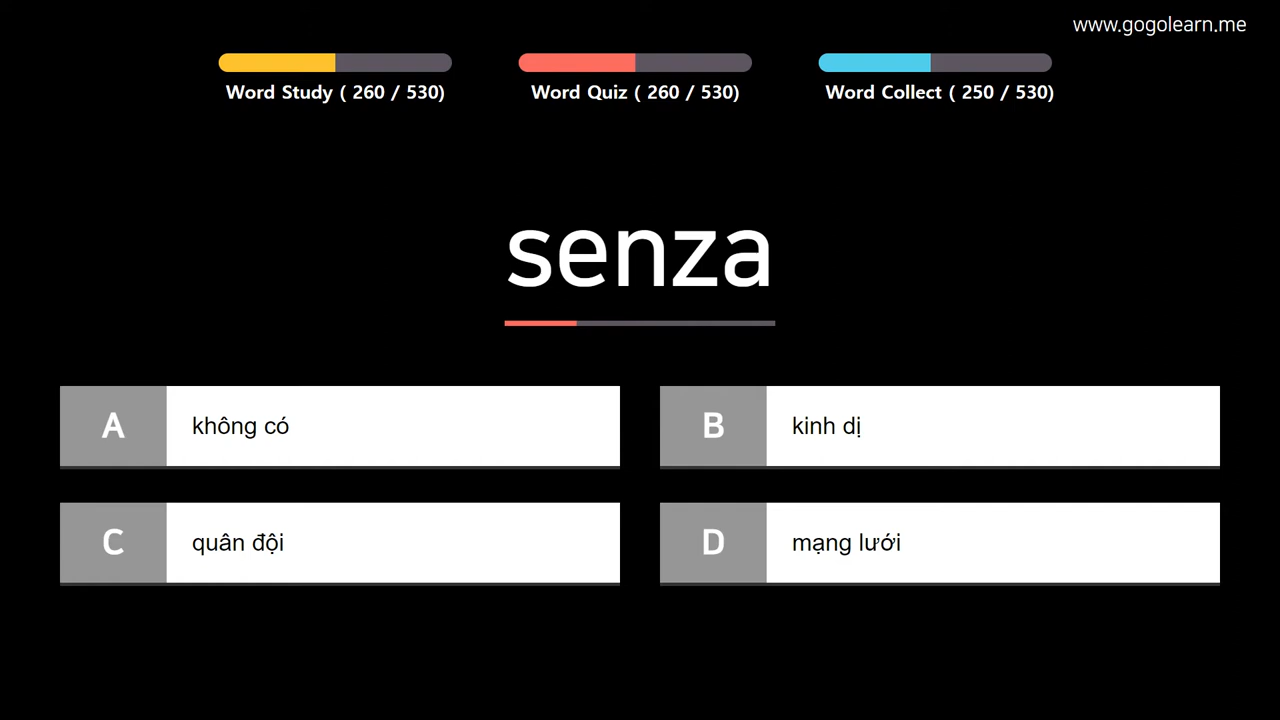 www.gogolearn.me
Word Study ( 260 / 530)
Word Quiz ( 260 / 530)
Word Collect ( 250 / 530)
senza
A
không có
B
kinh dị
C
quân đội
D
mạng lưới